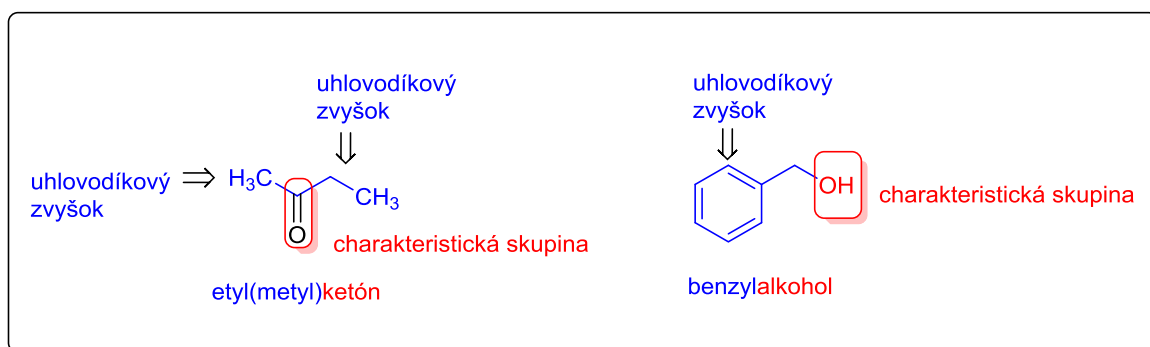 uhlovodíkový
zvyšok
uhlovodíkový
zvyšok
H₃C
CH₃
O
charakteristická skupina
etyl(metyl)ketón
uhlovodíkový
zvyšok
OH
charakteristická skupina
benzylalkohol